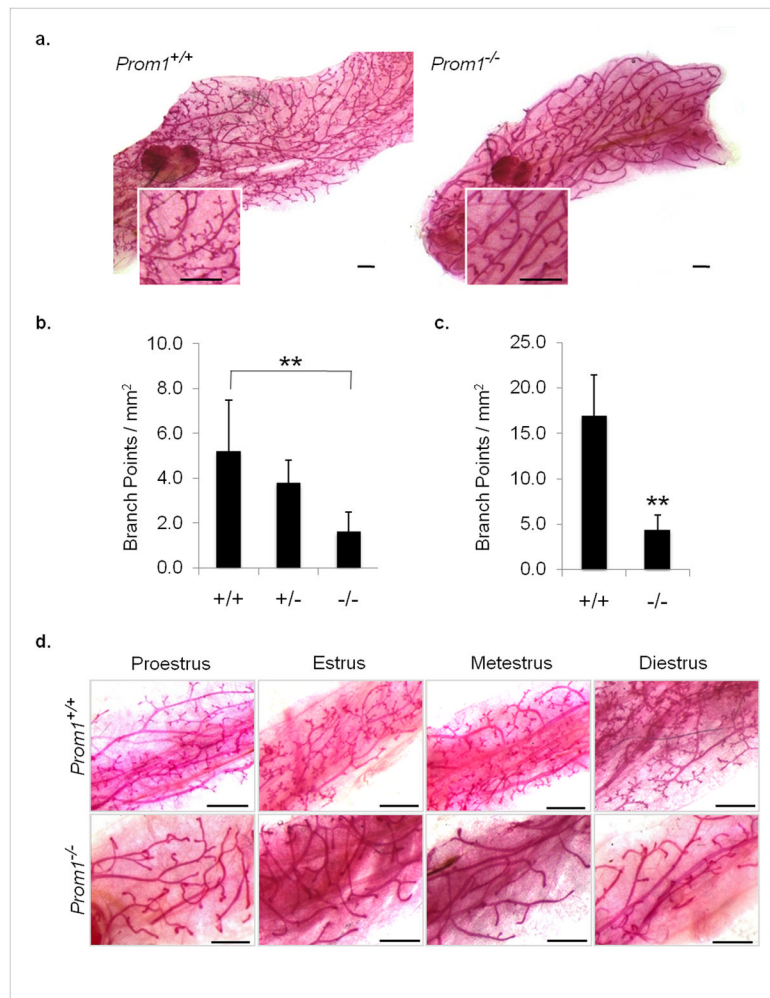 a.
Prom1+/+
Prom1-/-
b.
10.0
8.0
6.0
4.0
2.0
0.0
Branch Points / mm2
**
+/+ +/- -/-
c.
25.0
20.0
15.0
10.0
5.0
0.0
Branch Points / mm2
**
+/+ -/-
d.
Proestrus Estrus Metestrus Diestrus
Prom1+/+
Prom1-/-